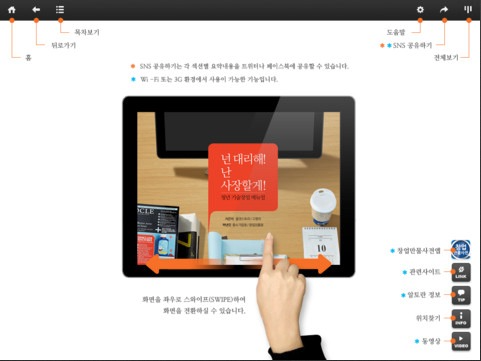 목차보기
뒤로가기
홈
도움말
SNS 공유하기
전체보기
SNS 공유하기는 각 섹션별 요약내용을 트위터나 페이스북에 공유할 수 있습니다.
Wi-Fi 또는 3G 환경에서 사용이 가능한 기능입니다.
넌 대리해!
난
사장할게!
청년 기술창업 매뉴얼
10
창업만물사전앱
관련사이트
LINK
알토란 정보
TIP
위치찾기
INFO
동영상
VIDEO
화면을 좌우로 스와이프(SWIPE)하여
화면을 전환하실 수 있습니다.